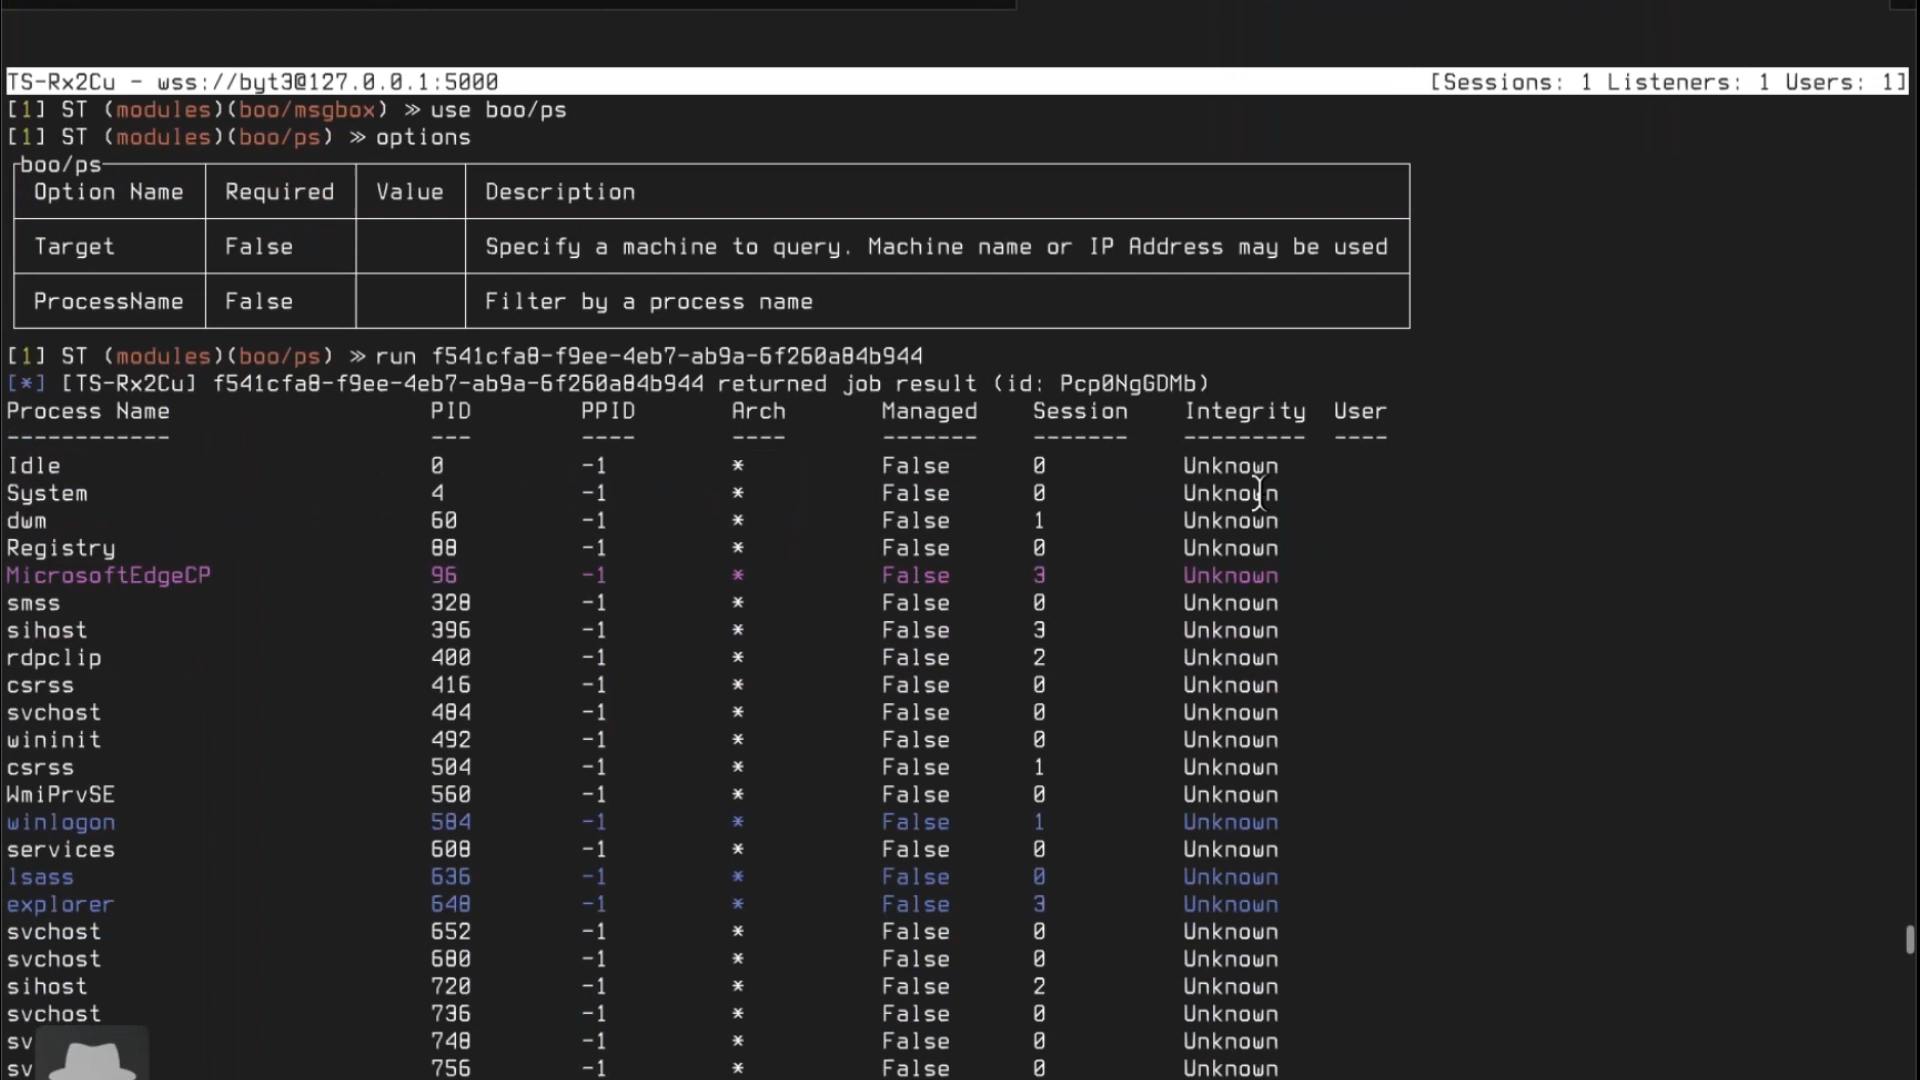 TS-Rx2Cu - wss://byt3@127.0.0.1:5000 [Sessions: 1 Listeners: 1 Users: 1]
[1] ST (modules)(boo/msgbox) ≫ use boo/ps
[1] ST (modules)(boo/ps) ≫ options
boo/ps
Option Name Required Value Description
Target False Specify a machine to query. Machine name or IP Address may be used
ProcessName False Filter by a process name
[1] ST (modules)(boo/ps) ≫ run f541cfa8-f9ee-4eb7-ab9a-6f260a84b944
[*] [TS-Rx2Cu] f541cfa8-f9ee-4eb7-ab9a-6f260a84b944 returned job result (id: Pcp0NgGDMb)
Process Name PID PPID Arch Managed Session Integrity User
------------ --- ---- ---- ------- ------- --------- ----
Idle 0 -1 * False 0 Unknown
System 4 -1 * False 0 Unknown
dwm 60 -1 * False 1 Unknown
Registry 88 -1 * False 0 Unknown
MicrosoftEdgeCP 96 -1 * False 3 Unknown
smss 328 -1 * False 0 Unknown
sihost 396 -1 * False 3 Unknown
rdpclip 400 -1 * False 2 Unknown
csrss 416 -1 * False 0 Unknown
svchost 484 -1 * False 0 Unknown
wininit 492 -1 * False 0 Unknown
csrss 504 -1 * False 1 Unknown
WmiPrvSE 560 -1 * False 0 Unknown
winlogon 584 -1 * False 1 Unknown
services 608 -1 * False 0 Unknown
lsass 636 -1 * False 0 Unknown
explorer 648 -1 * False 3 Unknown
svchost 652 -1 * False 0 Unknown
svchost 680 -1 * False 0 Unknown
sihost 720 -1 * False 2 Unknown
svchost 736 -1 * False 0 Unknown
sv 748 -1 * False 0 Unknown
sv 756 -1 * False 0 Unknown